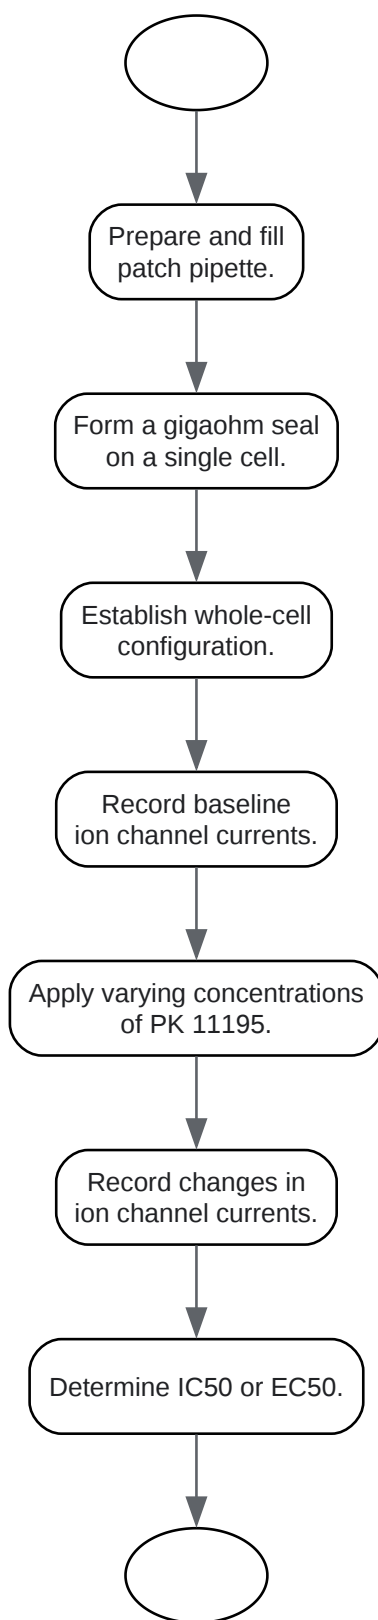 Prepare and fill
patch pipette.
Form a gigaohm seal
on a single cell.
Establish whole-cell
configuration.
Record baseline
ion channel currents.
Apply varying concentrations
of PK 11195.
Record changes in
ion channel currents.
Determine IC50 or EC50.